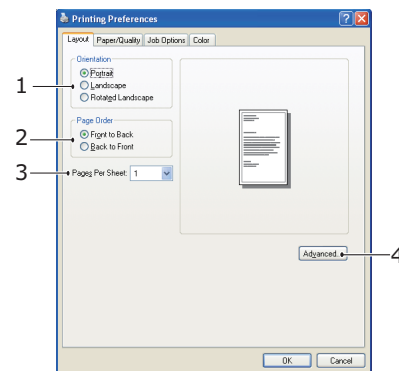 Printing Preferences
Layout Paper/Quality Job Options Color
Orientation
1
Portrait
Landscape
Rotated Landscape
Page Order
2
Front to Back
Back to Front
3
Pages Per Sheet: 1
Advanced...
4
OK Cancel